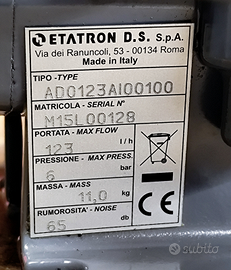 ETATRON D.S. S.p.A.
Via dei Ranuncoli, 53 - 00134 Roma
Made in Italy
TIPO - TYPE
AD0123AI00100
MATRICOLA - SERIAL N°
M15L00128
PORTATA - MAX FLOW
123 l / h
PRESSIONE - MAX PRESS.
6 bar
MASSA - MASS
11,0 kg
RUMOROSITA' - NOISE
65 db
CE
subito